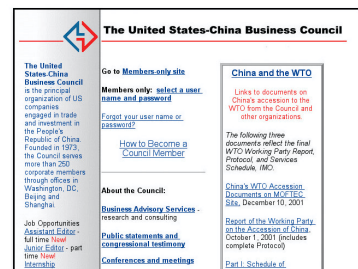 The United States-China Business Council
The United
States-China
Business Council
is the principal
organization of US
companies
engaged in trade
and investment in
the People's
Republic of China.
Founded in 1973,
the Council serves
more than 250
corporate members
through offices in
Washington, DC,
Beijing and
Shanghai.
Job Opportunities
Assistant Editor -
full time New!
Junior Editor - part
time New!
Internship
Go to Members-only site
Members only: select a user
name and password
Forgot your user name or
password?
How to Become a
Council Member
About the Council:
Business Advisory Services -
research and consulting
Public statements and
congressional testimony
Conferences and meetings
China and the WTO
Links to documents on
China's accession to the
WTO from the Council and
other organizations.
The following three
documents reflect the final
WTO Working Party Report,
Protocol, and Services
Schedule, IMO.
China's WTO Accession
Documents on MOFTEC
Site, December 10, 2001
Report of the Working Party
on the Accession of China,
October 1, 2001 (includes
complete Protocol)
Part I: Schedule of